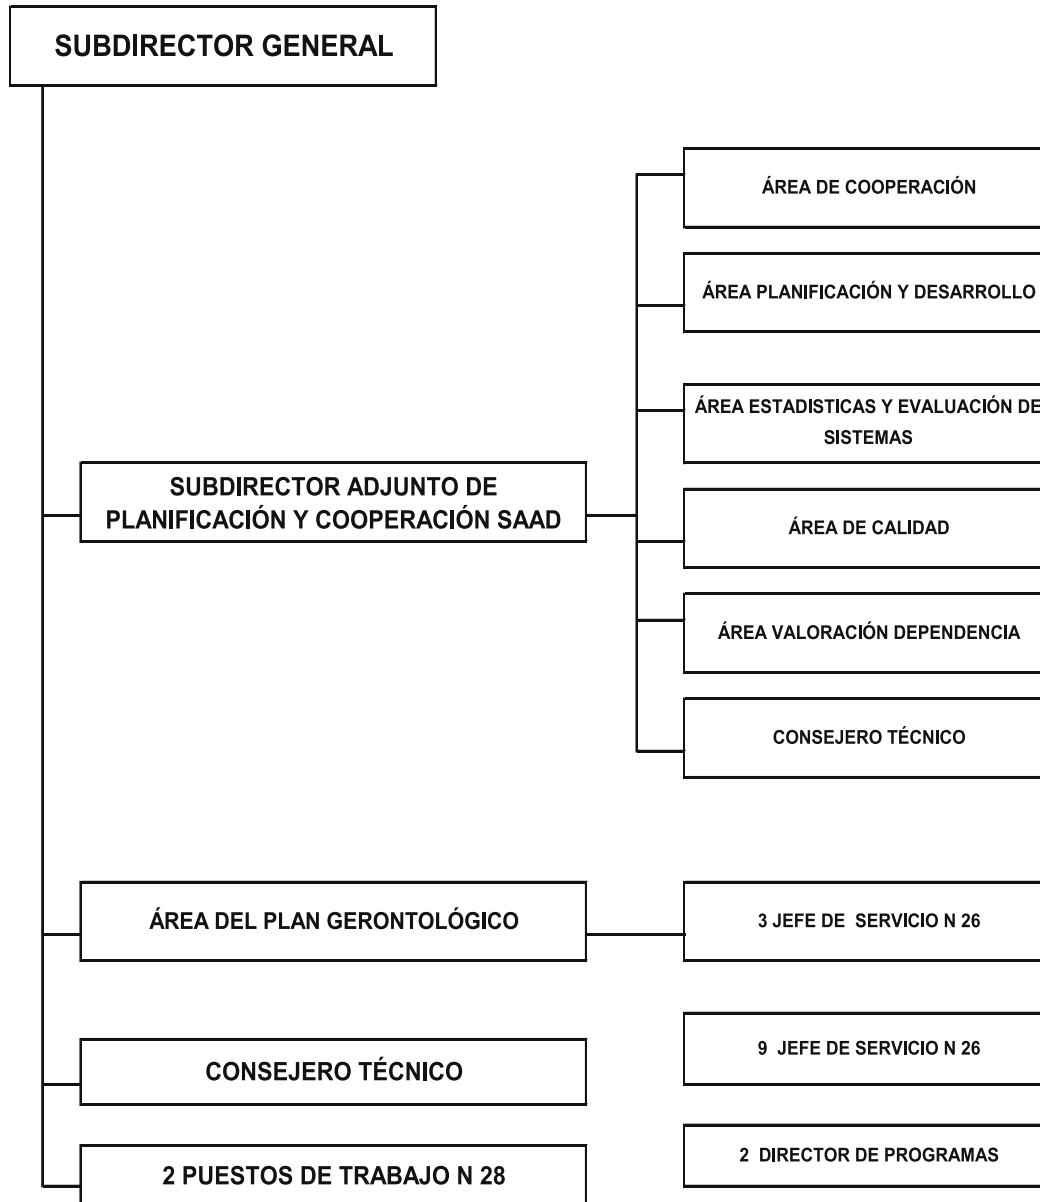 SUBDIRECTOR GENERAL
ÁREA DE COOPERACIÓN
ÁREA PLANIFICACIÓN Y DESARROLLO
ÁREA ESTADISTICAS Y EVALUACIÓN DE
SISTEMAS
SUBDIRECTOR ADJUNTO DE
PLANIFICACIÓN Y COOPERACIÓN SAAD
ÁREA DE CALIDAD
ÁREA VALORACIÓN DEPENDENCIA
CONSEJERO TÉCNICO
ÁREA DEL PLAN GERONTOLÓGICO
3 JEFE DE SERVICIO N 26
CONSEJERO TÉCNICO
9 JEFE DE SERVICIO N 26
2 PUESTOS DE TRABAJO N 28
2 DIRECTOR DE PROGRAMAS